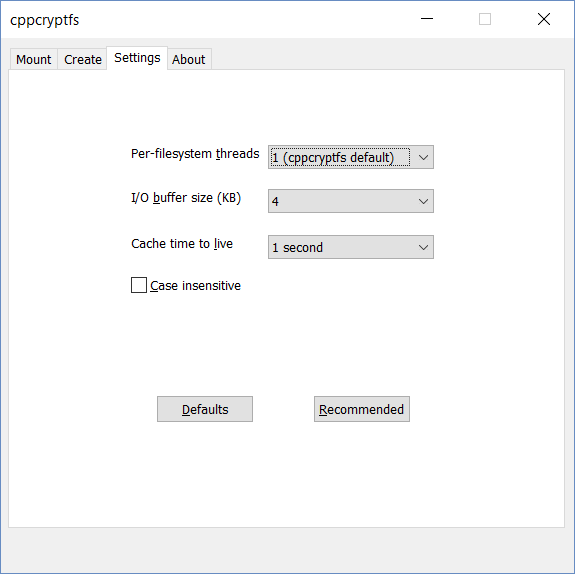 cppcryptfs
Mount Create Settings About
Per-filesystem threads 1 (cppcryptfs default)
I/O buffer size (KB) 4
Cache time to live 1 second
Case insensitive
Defaults Recommended